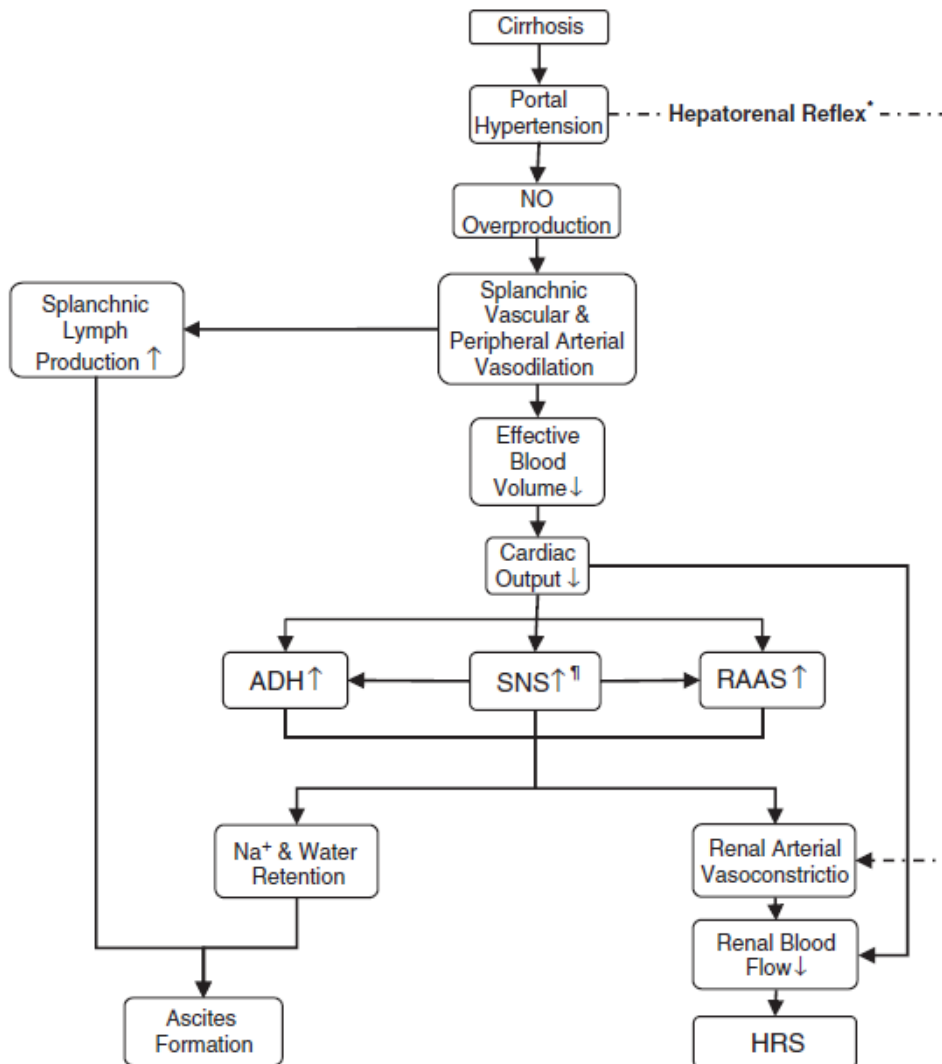 Cirrhosis
Portal
Hypertension
Hepatorenal Reflex*
NO
Overproduction
Splanchnic
Vascular &
Peripheral Arterial
Vasodilation
Splanchnic
Lymph
Production ↑
Effective
Blood
Volume↓
Cardiac
Output ↓
ADH↑
SNS↑¶
RAAS↑
Na⁺ & Water
Retention
Renal Arterial
Vasoconstrictio
Renal Blood
Flow↓
Ascites
Formation
HRS